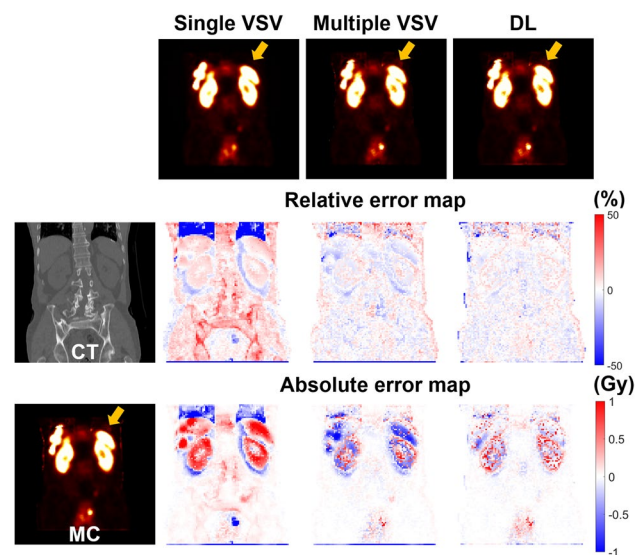 Single VSV Multiple VSV DL
Relative error map (%)
50
0
-50
CT
Absolute error map (Gy)
1
0.5
0
-0.5
-1
MC